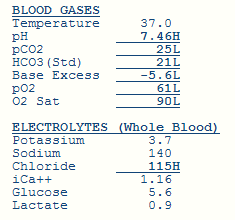 BLOOD GASES
Temperature 37.0
pH 7.46H
pCO2 25L
HCO3(Std) 21L
Base Excess -5.6L
pO2 61L
O2 Sat 90L
ELECTROLYTES (Whole Blood)
Potassium 3.7
Sodium 140
Chloride 115H
iCa++ 1.16
Glucose 5.6
Lactate 0.9